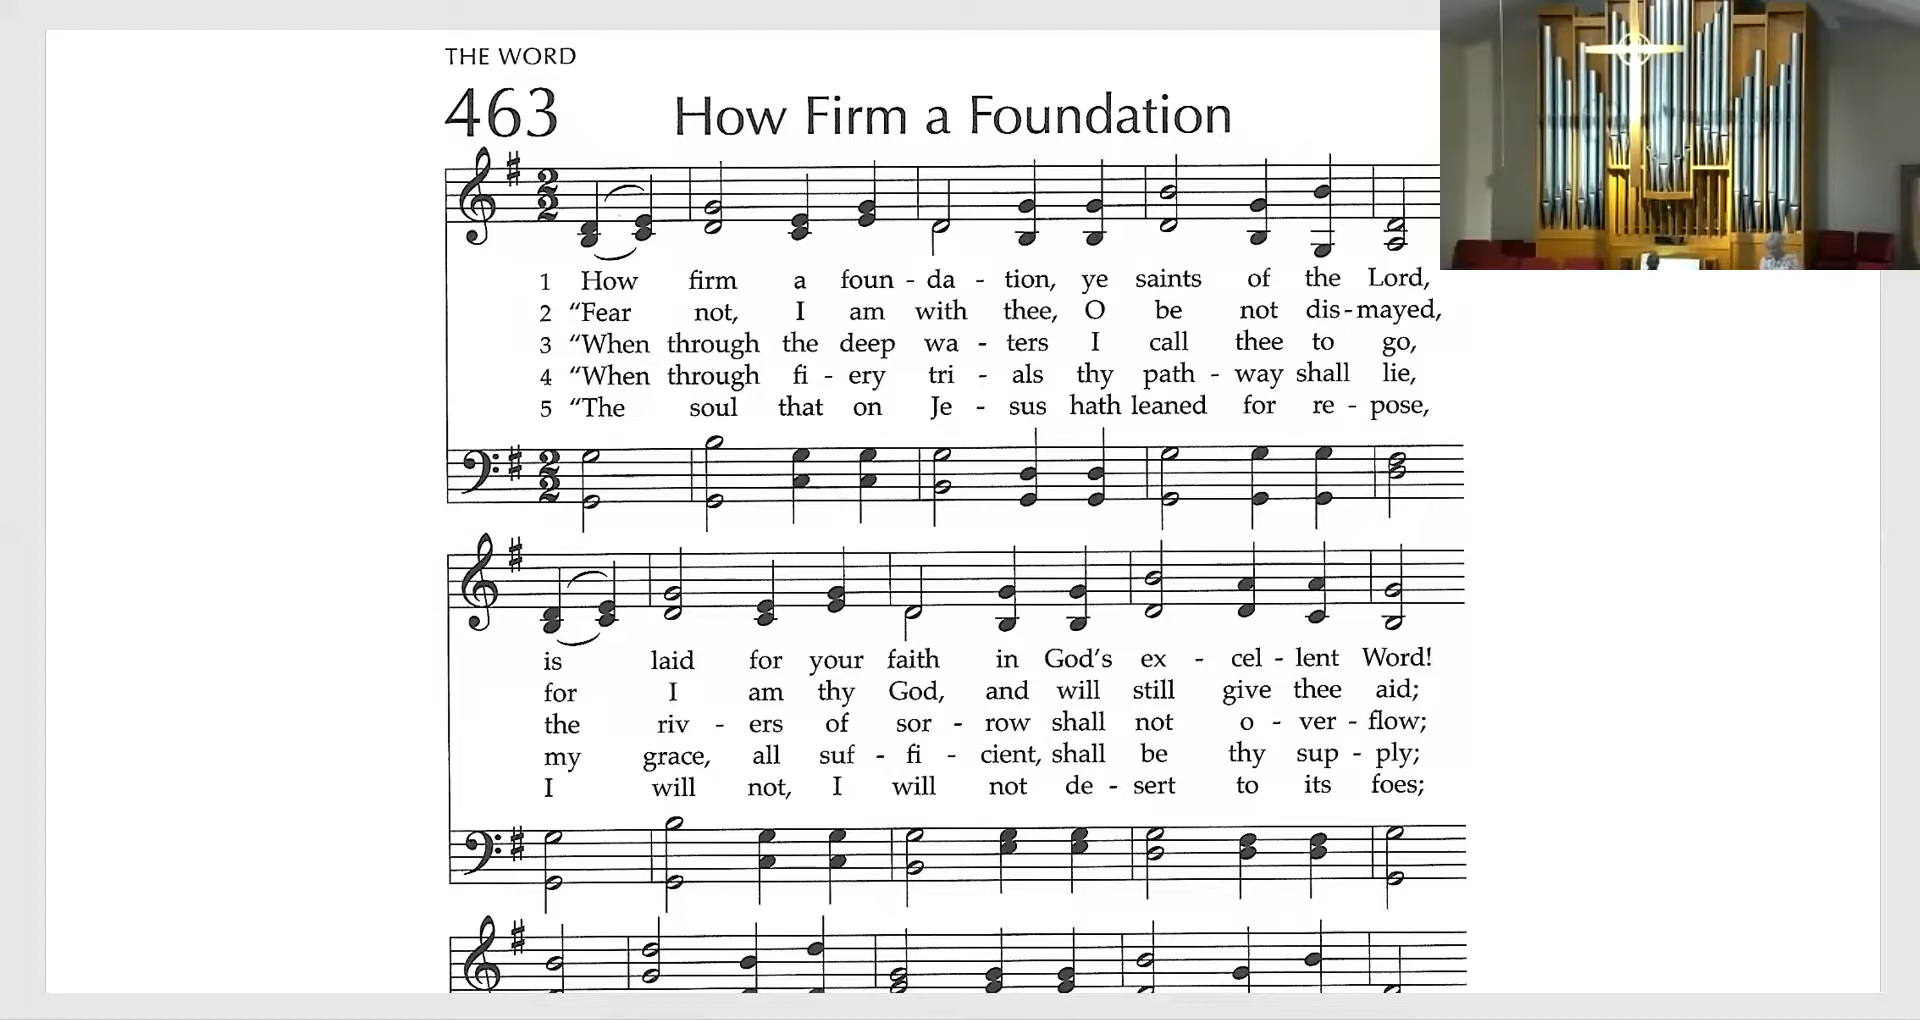 THE WORD
463 How Firm a Foundation
1 How firm a foun - da - tion, ye saints of the Lord,
2 “Fear not, I am with thee, O be not dis - mayed,
3 “When through the deep wa - ters I call thee to go,
4 “When through fi - ery tri - als thy path - way shall lie,
5 “The soul that on Je - sus hath leaned for re - pose,
is laid for your faith in God's ex - cel - lent Word!
for I am thy God, and will still give thee aid;
the riv - ers of sor - row shall not o - ver - flow;
my grace, all suf - fi - cient, shall be thy sup - ply;
I will not, I will not de - sert to its foes;